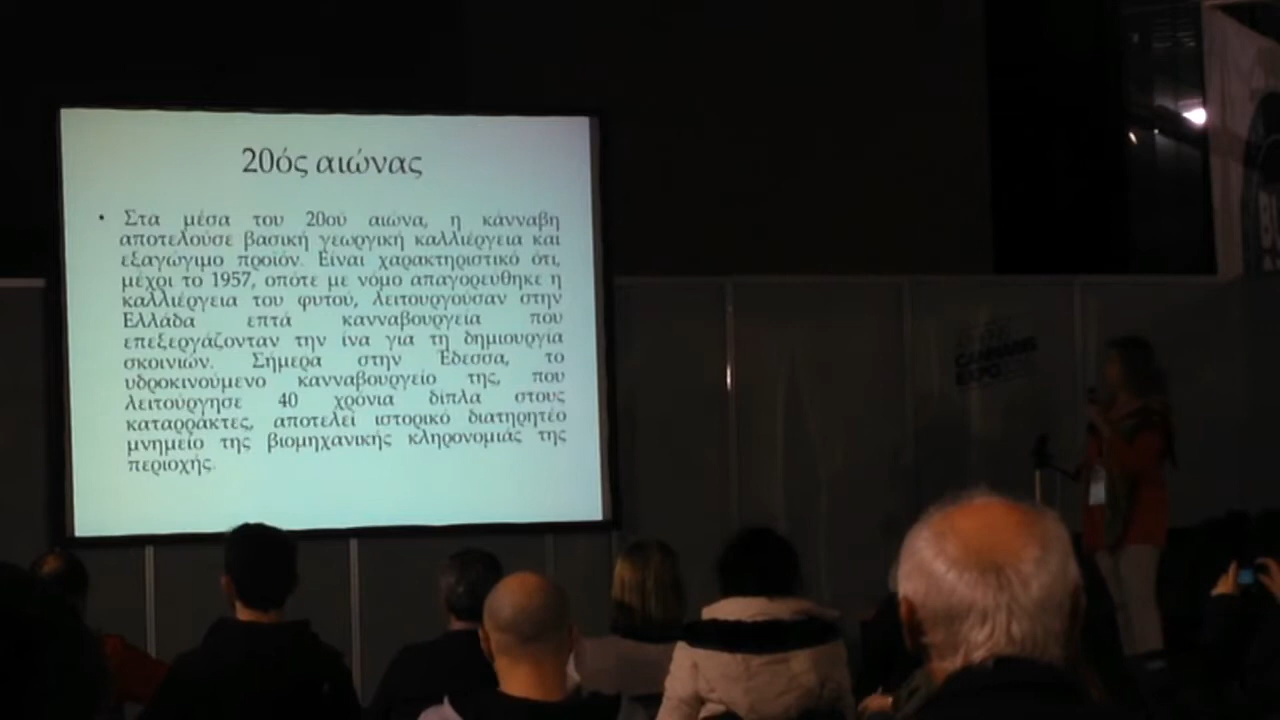 20ός αιώνας
• Στα μέσα του 20ού αιώνα, η κάνναβη
αποτελούσε βασική γεωργική καλλιέργεια και
εξαγώγιμο προϊόν. Είναι χαρακτηριστικό ότι,
μέχρι το 1957, οπότε με νόμο απαγορεύθηκε η
καλλιέργεια του φυτού, λειτουργούσαν στην
Ελλάδα επτά κανναβουργεία που
επεξεργάζονταν την ίνα για τη δημιουργία
σκοινιών. Σήμερα στην Έδεσσα, το
υδροκινούμενο κανναβουργείο της, που
λειτούργησε 40 χρόνια δίπλα στους
καταρράκτες, αποτελεί ιστορικό διατηρητέο
μνημείο της βιομηχανικής κληρονομιάς της
περιοχής.
CANNABIS
EXPO